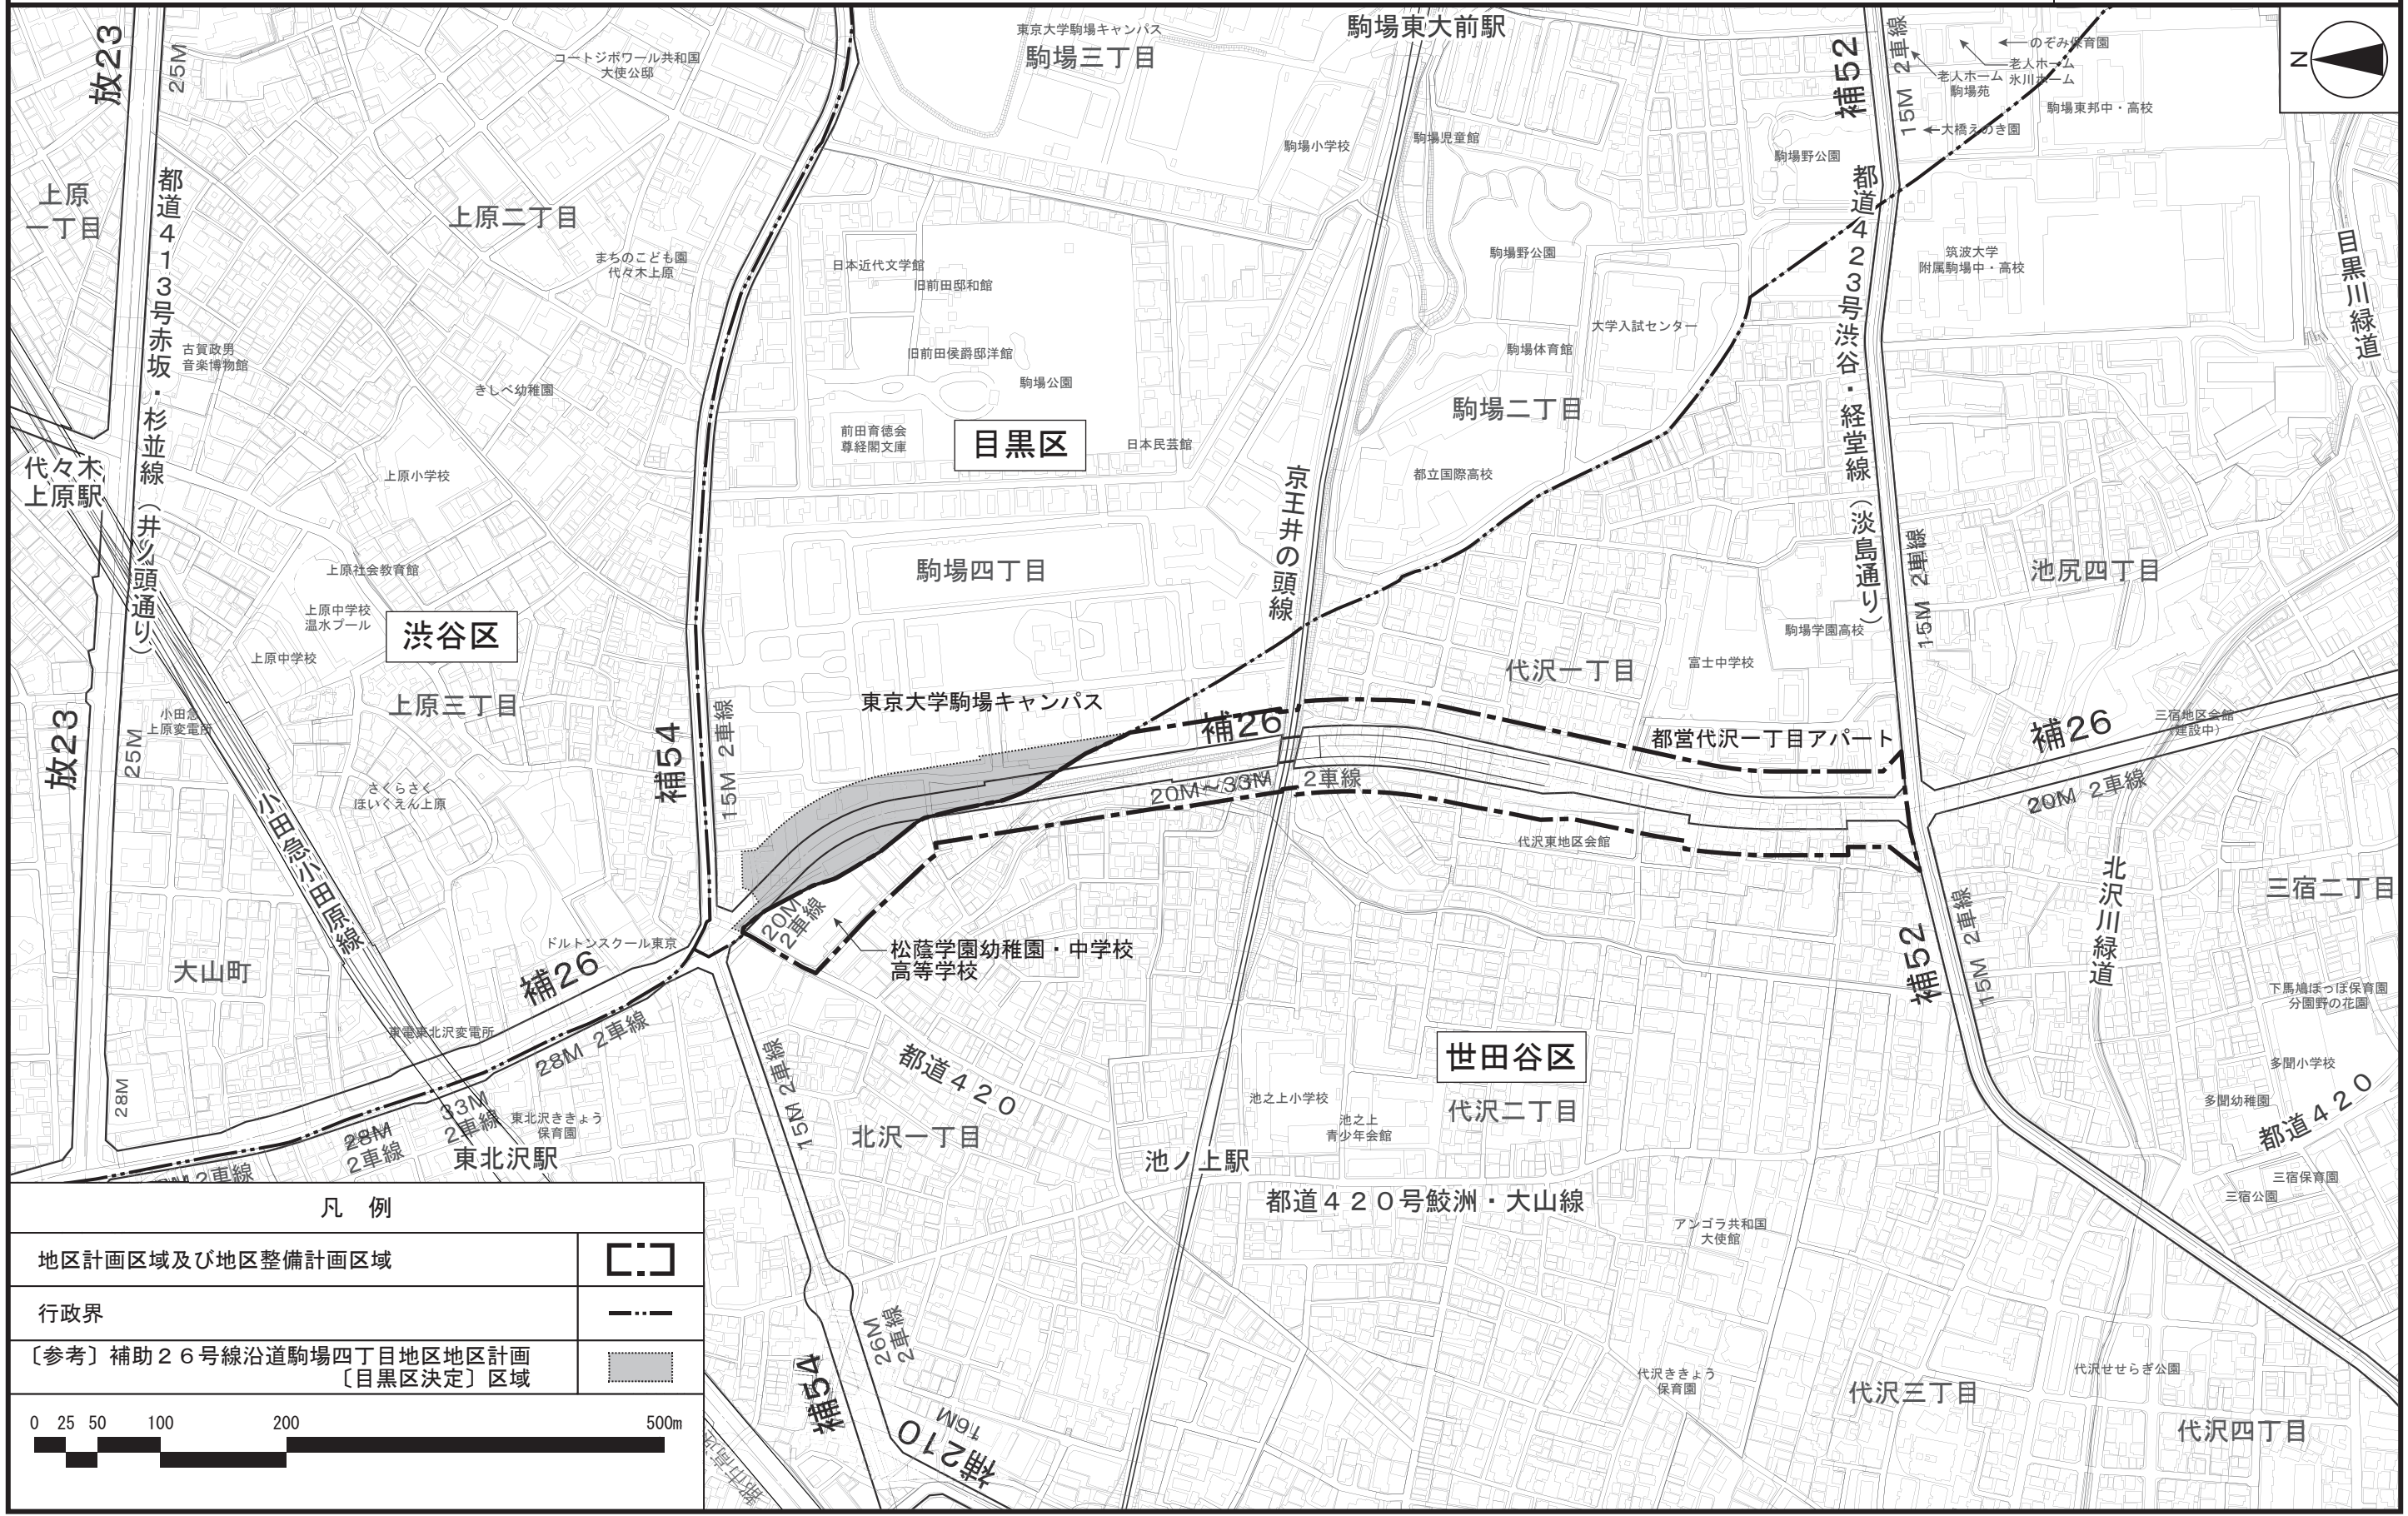 放23
25M
コートジボワール共和国
大使公邸
東京大学駒場キャンパス
駒場三丁目
駒場東大前駅
補52
15M 2車線
のぞみ保育園
老人ホーム
氷川ホーム
老人ホーム
駒場苑
駒場東邦中・高校
大橋えのき園
N
上原
一丁目
都道413号赤坂・杉並線(井ノ頭通り)
上原二丁目
まちのこども園
代々木上原
駒場小学校
駒場児童館
駒場野公園
都道423号渋谷・経堂線(淡島通り)
目黒川緑道
日本近代文学館
旧前田邸和館
駒場野公園
筑波大学
附属駒場中・高校
古賀政男
音楽博物館
旧前田侯爵邸洋館
大学入試センター
駒場体育館
きしべ幼稚園
駒場公園
駒場二丁目
前田育徳会
尊経閣文庫
目黒区
日本民芸館
代々木
上原駅
上原小学校
都立国際高校
京王井の頭線
上原社会教育館
駒場四丁目
15M 2車線
池尻四丁目
上原中学校
温水プール
渋谷区
上原中学校
駒場学園高校
代沢一丁目
富士中学校
上原三丁目
東京大学駒場キャンパス
放23
25M
小田急
上原変電所
補54
15M 2車線
補26
都営代沢一丁目アパート
補26
三宿地区会館
(建設中)
さくらさく
ほいくえん上原
20M~33M 2車線
20M 2車線
小田急小田原線
代沢東地区会館
北沢川緑道
三宿二丁目
20M
2車線
松蔭学園幼稚園・中学校
高等学校
ドルトンスクール東京
大山町
補26
補52
15M 2車線
下馬鳩ぽっぽ保育園
分園野の花園
東電東北沢変電所
28M 2車線
都道420
世田谷区
28M
33M
2車線
東北沢ききょう
保育園
15M 2車線
池之上小学校
代沢二丁目
多聞小学校
多聞幼稚園
都道420
28M
2車線
東北沢駅
北沢一丁目
池之上
青少年会館
池ノ上駅
2車線
三宿保育園
三宿公園
都道420号鮫洲・大山線
アンゴラ共和国
大使館
凡 例
地区計画区域及び地区整備計画区域
行政界
〔参考〕補助26号線沿道駒場四丁目地区地区計画
〔目黒区決定〕区域
0 25 50 100 200 500m
26M
2車線
補54
補210
16M
代沢ききょう
保育園
代沢三丁目
代沢せせらぎ公園
代沢四丁目